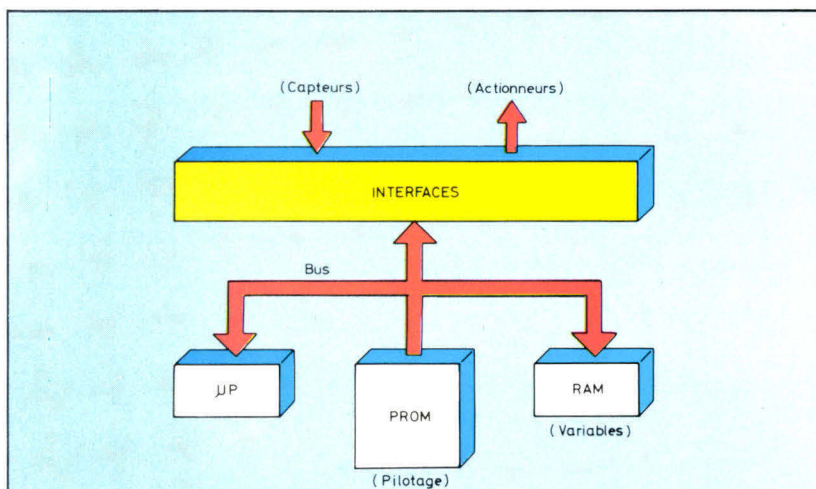 (Capteurs) (Actionneurs)
INTERFACES
Bus
µP
PROM
RAM
(Variables)
(Pilotage)